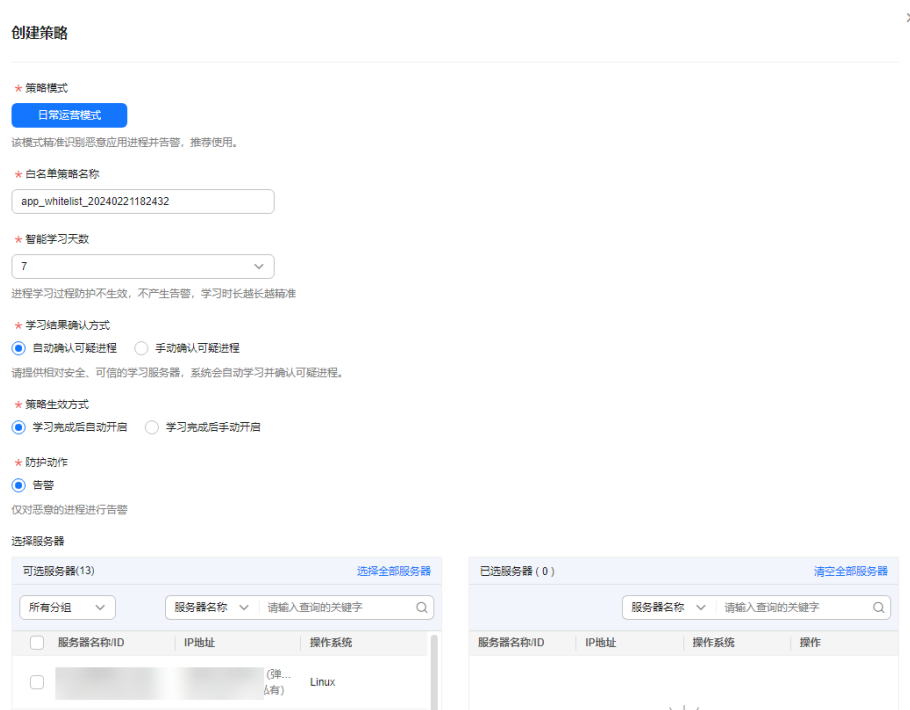 创建策略
策略模式
日常运营模式
该模式精准识别恶意应用进程并告警，推荐使用。
白名单策略名称
app_whitelist_20240221182432
智能学习天数
7
进程学习过程防护不生效，不产生告警，学习时长越长越精准
学习结果确认方式
自动确认可疑进程 手动确认可疑进程
请提供相对安全、可信的学习服务器，系统会自动学习并确认可疑进程。
策略生效方式
学习完成后自动开启 学习完成后手动开启
防护动作
告警
仅对恶意的进程进行告警
选择服务器
可选服务器(13) 选择全部服务器 已选服务器 ( 0 ) 清空全部服务器
所有分组 服务器名称 请输入查询的关键字 服务器名称 请输入查询的关键字
服务器名称/ID IP地址 操作系统 服务器名称/ID IP地址 操作系统 操作
(弹...
私有) Linux